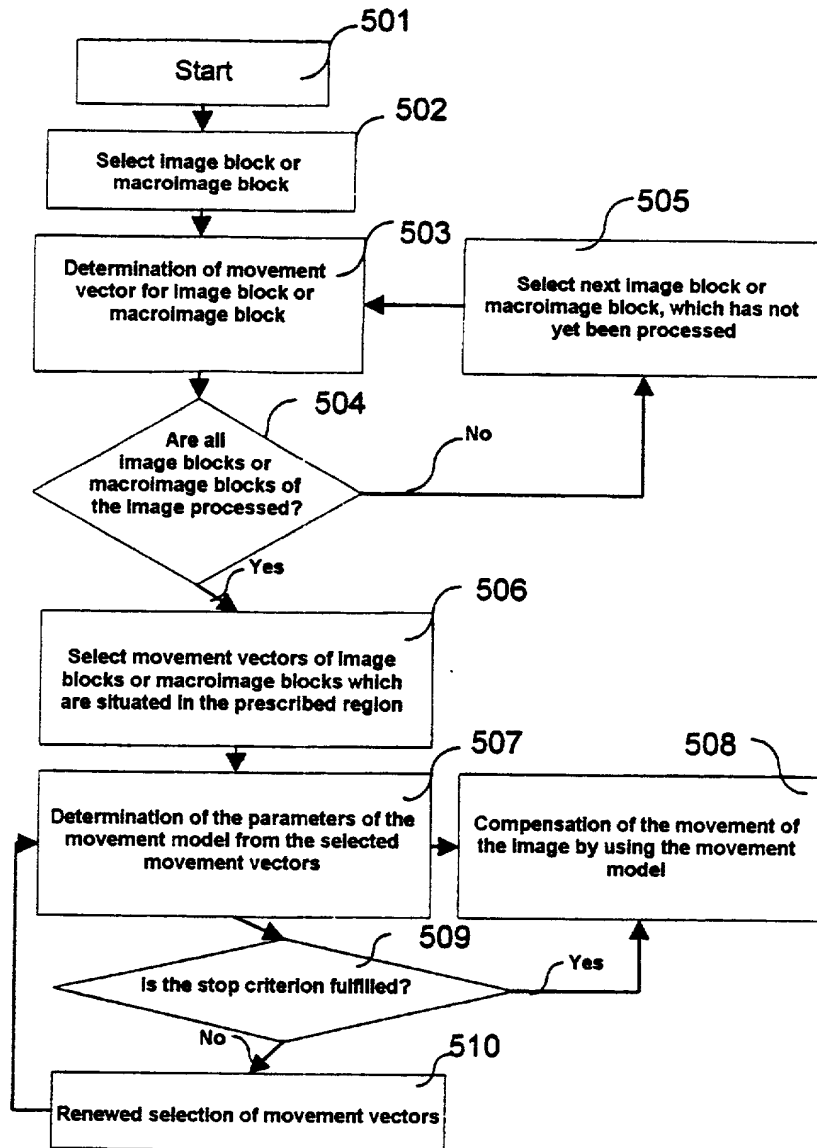 501
Start
502
Select image block or
macroimage block
503
Determination of movement
vector for image block or
macroimage block
505
Select next image block or
macroimage block, which has not
yet been processed
504
Are all
image blocks or
macroimage blocks of
the image processed?
No
Yes
506
Select movement vectors of image
blocks or macroimage blocks which
are situated in the prescribed region
507
Determination of the parameters of the
movement model from the selected
movement vectors
508
Compensation of the movement of
the image by using the movement
model
509
Is the stop criterion fulfilled?
Yes
No
510
Renewed selection of movement vectors